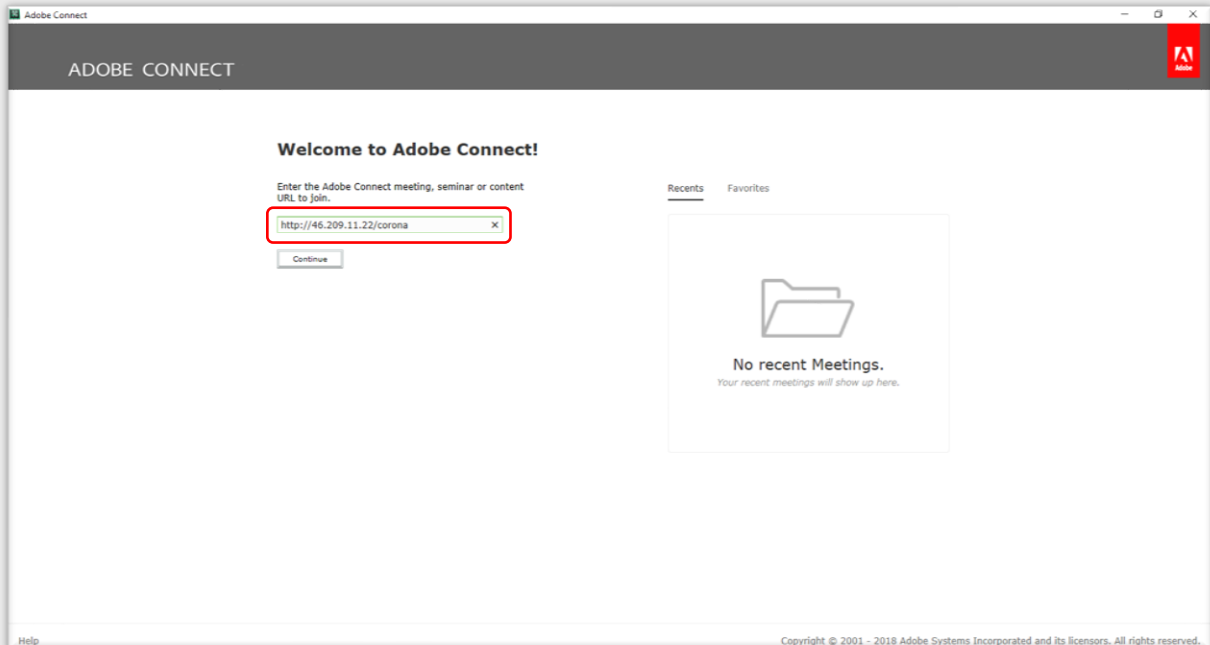 Adobe Connect
ADOBE CONNECT
Adobe
Welcome to Adobe Connect!
Enter the Adobe Connect meeting, seminar or content
URL to join.
http://46.209.11.22/corona
Continue
Recents Favorites
No recent Meetings.
Your recent meetings will show up here.
Help
Copyright © 2001 - 2018 Adobe Systems Incorporated and its licensors. All rights reserved.